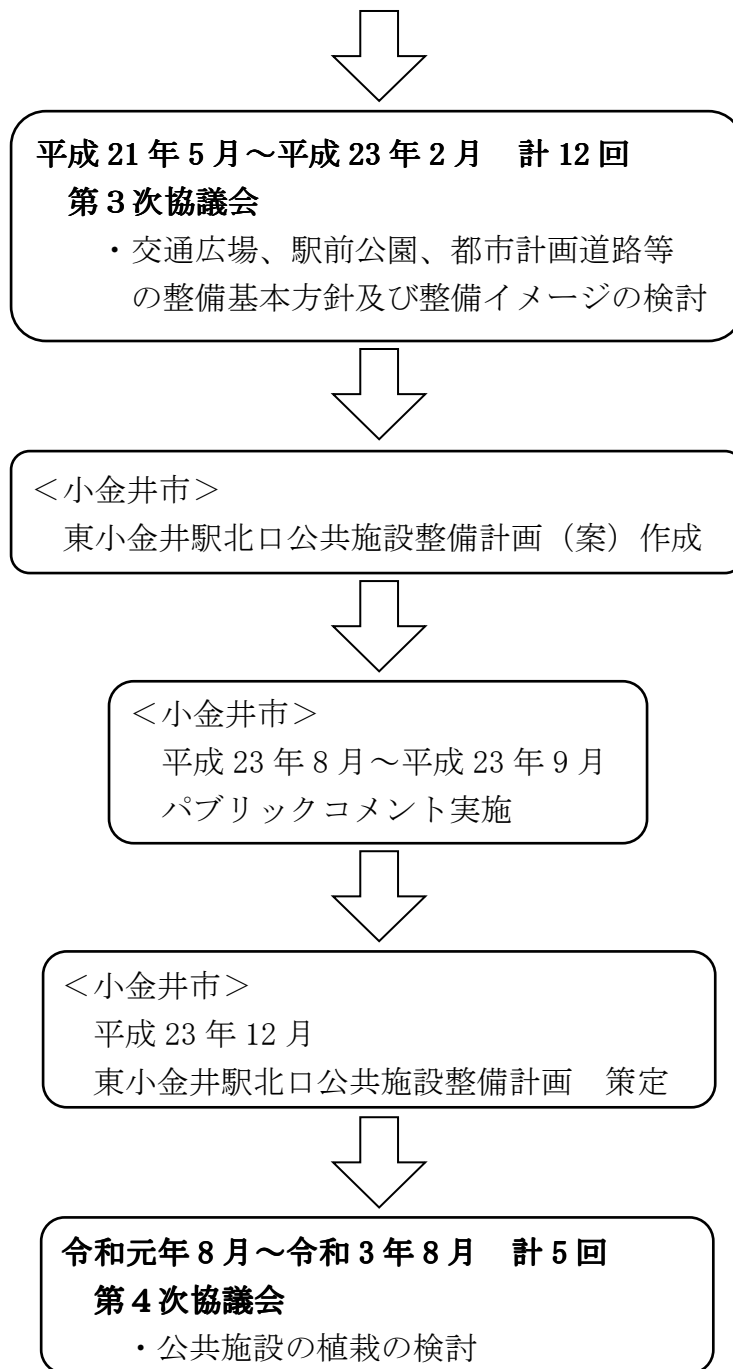 平成 21 年 5 月～平成 23 年 2 月　計 12 回
第３次協議会
・交通広場、駅前公園、都市計画道路等
の整備基本方針及び整備イメージの検討
＜小金井市＞
東小金井駅北口公共施設整備計画（案）作成
＜小金井市＞
平成 23 年 8 月～平成 23 年 9 月
パブリックコメント実施
＜小金井市＞
平成 23 年 12 月
東小金井駅北口公共施設整備計画　策定
令和元年 8 月～令和 3 年 8 月　計 5 回
第４次協議会
・公共施設の植栽の検討